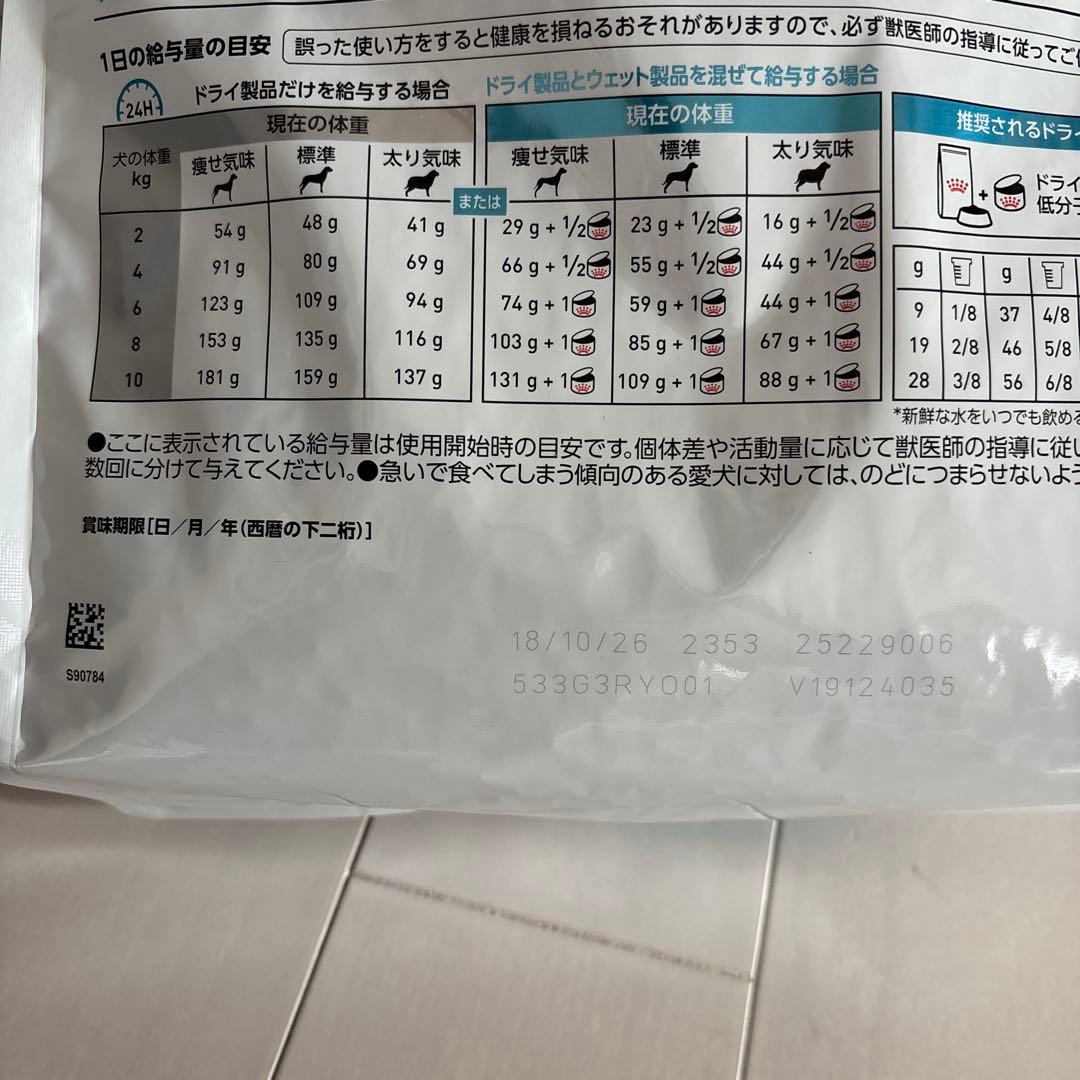 1日の給与量の目安 誤った使い方をすると健康を損ねるおそれがありますので、必ず獣医師の指導に従ってご
24H ドライ製品だけを給与する場合 ドライ製品とウェット製品を混ぜて給与する場合
現在の体重 現在の体重 推奨されるドライ
犬の体重 kg 痩せ気味 標準 太り気味 または 痩せ気味 標準 太り気味
+ ドライ
低分子
2 54 g 48 g 41 g 29 g + 1/2 23 g + 1/2 16 g + 1/2
4 91 g 80 g 69 g 66 g + 1/2 55 g + 1/2 44 g + 1/2
6 123 g 109 g 94 g 74 g + 1 59 g + 1 44 g + 1
8 153 g 135 g 116 g 103 g + 1 85 g + 1 67 g + 1
10 181 g 159 g 137 g 131 g + 1 109 g + 1 88 g + 1
g g
9 1/8 37 4/8
19 2/8 46 5/8
28 3/8 56 6/8
*新鮮な水をいつでも飲める
●ここに表示されている給与量は使用開始時の目安です。個体差や活動量に応じて獣医師の指導に従い
数回に分けて与えてください。●急いで食べてしまう傾向のある愛犬に対しては、のどにつまらせないよう
賞味期限[日/月/年(西暦の下二桁)]
S90784
18/10/26 2353 25229006
533G3RYO01 V19124035